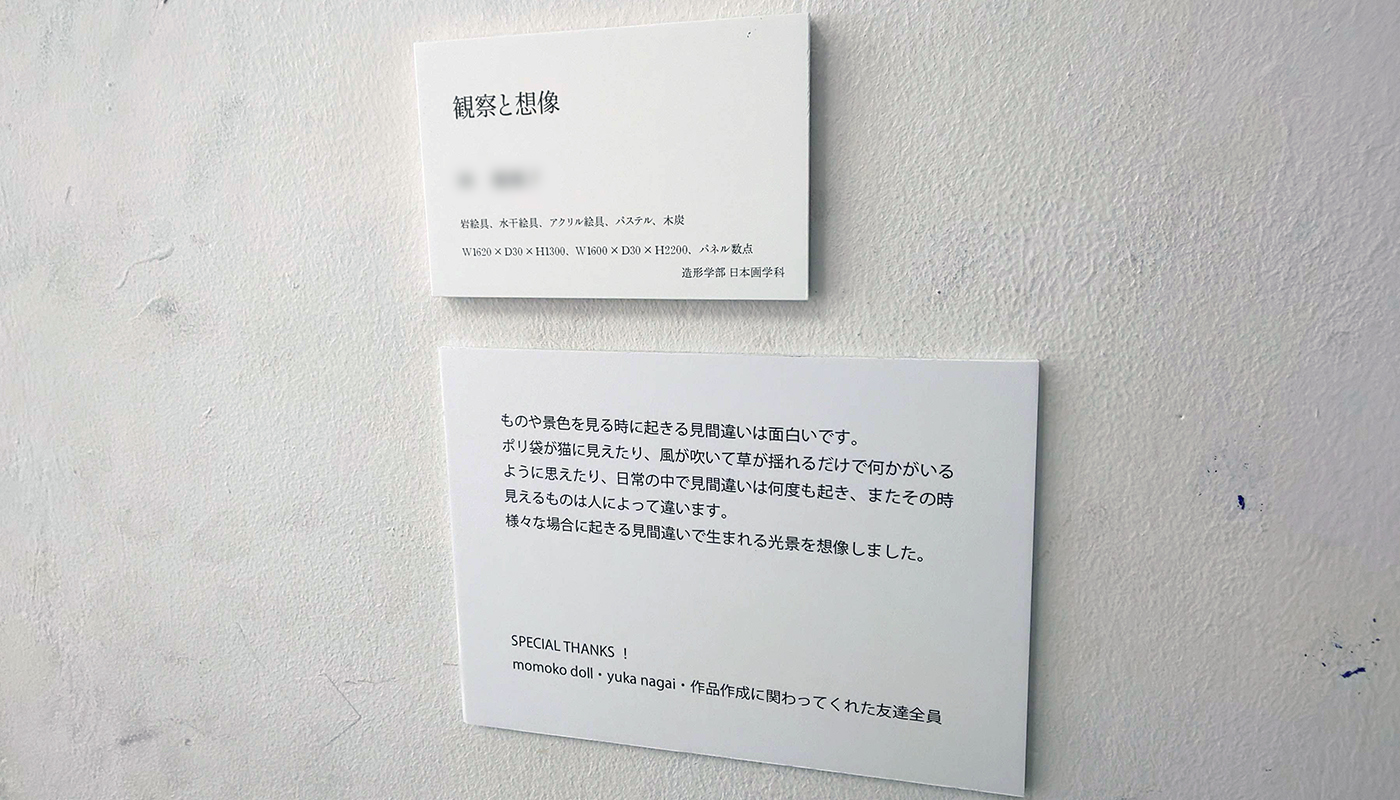 観察と想像
岩絵具、水干絵具、アクリル絵具、パステル、木炭
W1620×D30×H1300、W1600×D30×H2200、パネル数点
造形学部 日本画学科
ものや景色を見る時に起きる見間違いは面白いです。
ポリ袋が猫に見えたり、風が吹いて草が揺れるだけで何かがいる
ように思えたり、日常の中で見間違いは何度も起き、またその時
見えるものは人によって違います。
様々な場合に起きる見間違いで生まれる光景を想像しました。
SPECIAL THANKS ！
momoko doll・yuka nagai・作品作成に関わってくれた友達全員